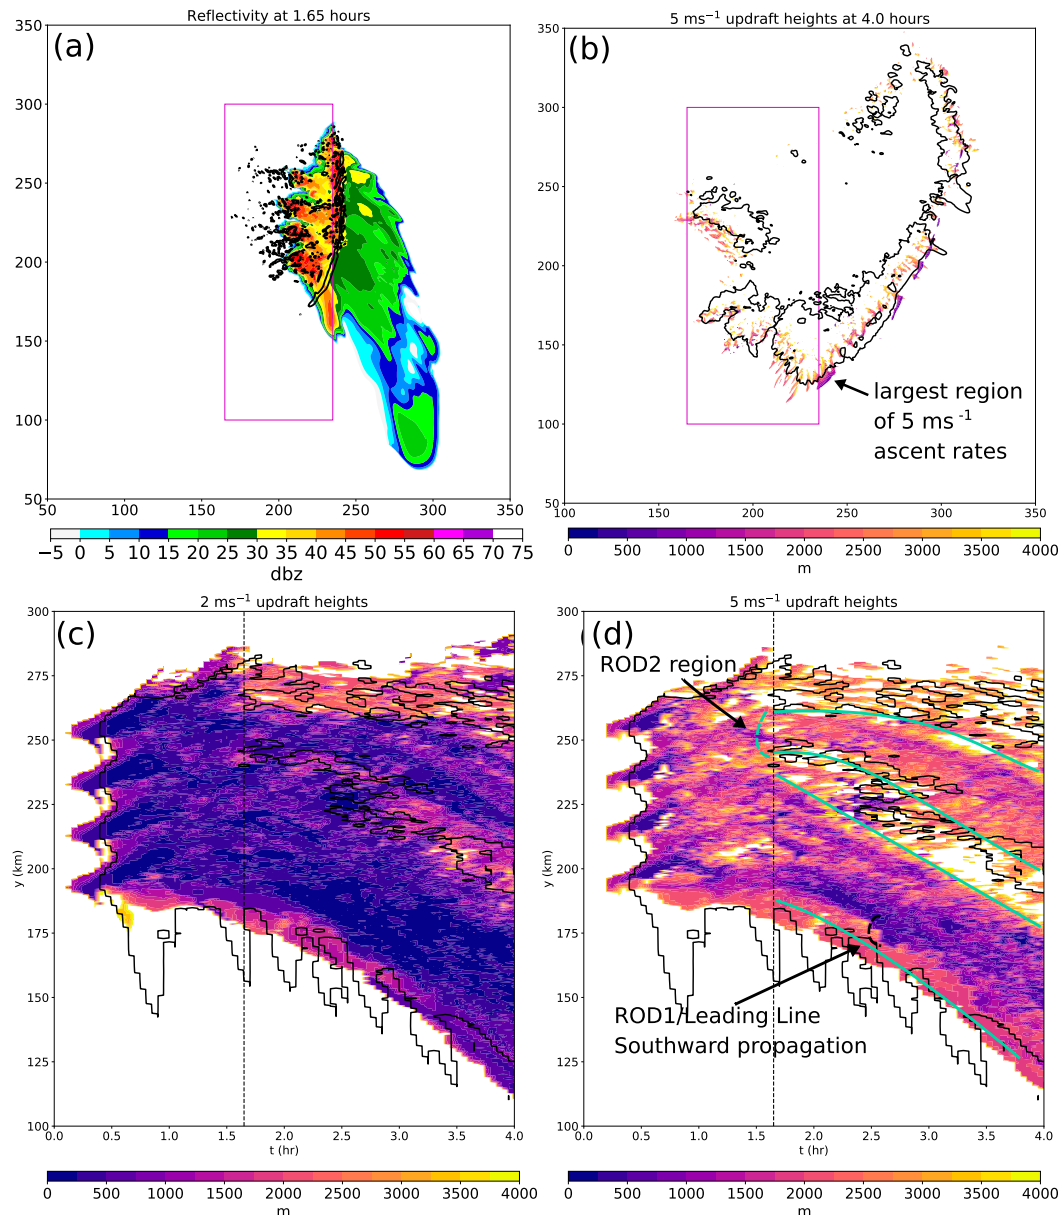 Reflectivity at 1.65 hours
(a)
350
300
250
200
150
100
50
50 100 150 200 250 300 350
−5 0 5 10 15 20 25 30 35 40 45 50 55 60 65 70 75
dbz
5 ms⁻¹ updraft heights at 4.0 hours
(b)
350
300
250
200
150
100
50
100 150 200 250 300 350
largest region
of 5 ms⁻¹
ascent rates
0 500 1000 1500 2000 2500 3000 3500 4000
m
2 ms⁻¹ updraft heights
(c)
300
275
250
225
200
175
150
125
100
y (km)
0.0 0.5 1.0 1.5 2.0 2.5 3.0 3.5 4.0
t (hr)
0 500 1000 1500 2000 2500 3000 3500 4000
m
5 ms⁻¹ updraft heights
(d)
ROD2 region
300
275
250
225
200
175
150
125
100
y (km)
ROD1/Leading Line
Southward propagation
0.0 0.5 1.0 1.5 2.0 2.5 3.0 3.5 4.0
t (hr)
0 500 1000 1500 2000 2500 3000 3500 4000
m